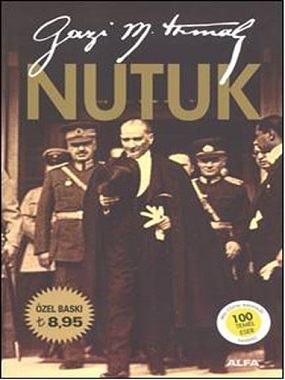 Gazi M. Kemal
NUTUK
ÖZEL BASKI
₺ 8,95
100
TEMEL
ESER
ALFA